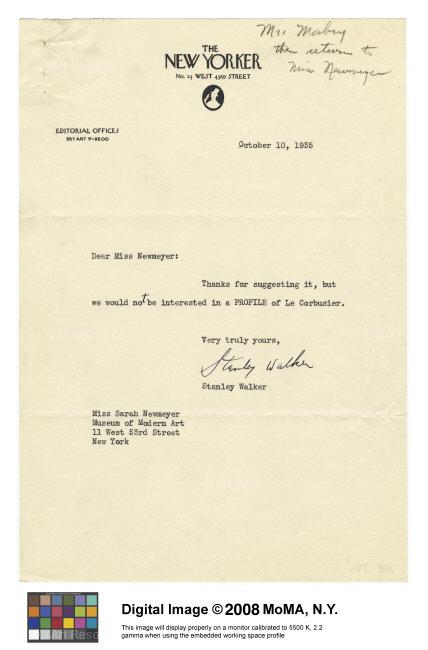 Mr. Mabry
then return to
Miss Newmeyer
THE
NEW YORKER
No. 25 WEST 43RD STREET
EDITORIAL OFFICES
BRYANT 9-8200
October 10, 1935
Dear Miss Newmeyer:
Thanks for suggesting it, but
we would not be interested in a PROFILE of Le Corbusier.
Very truly yours,
Stanley Walker
Stanley Walker
Miss Sarah Newmeyer
Museum of Modern Art
11 West 53rd Street
New York
Digital Image © 2008 MoMA, N.Y.
This image will display properly on a monitor calibrated to 6500 K, 2.2
gamma when using the embedded working space profile